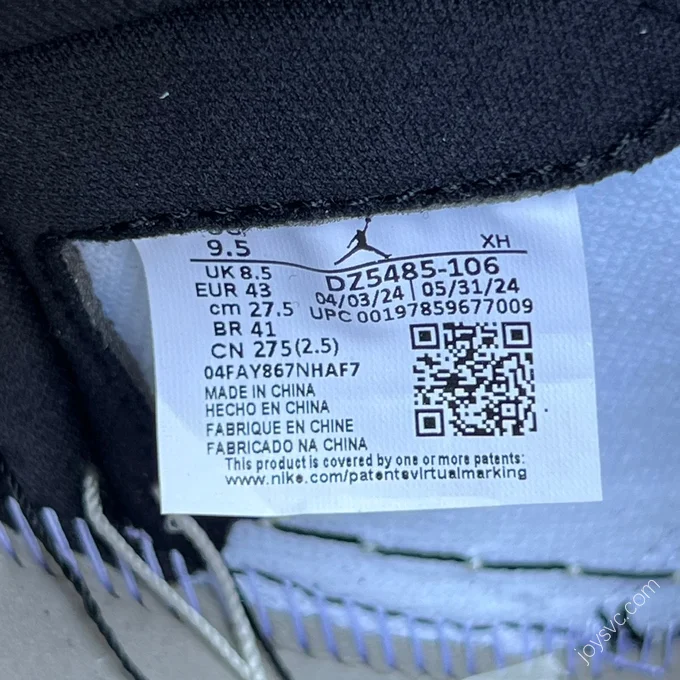 9.5
XH
UK 8.5
DZ5485-106
EUR 43
04/03/24 | 05/31/24
cm 27.5
UPC 00197859677009
BR 41
CN 275(2.5)
04FAY867NHAF7
MADE IN CHINA
HECHO EN CHINA
FABRIQUE EN CHINE
FABRICADO NA CHINA
This product is covered by one or more patents:
www.nike.com/patentsvirtualmarking
joysvc.com